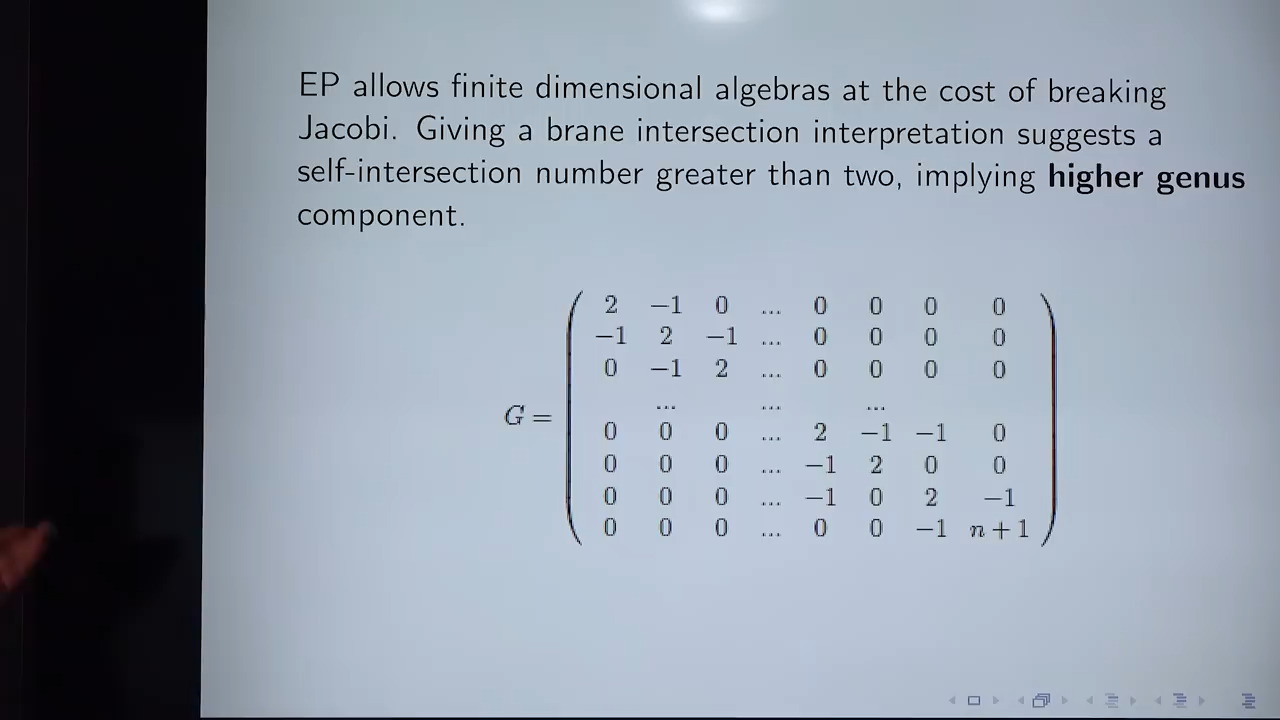 EP allows finite dimensional algebras at the cost of breaking
Jacobi. Giving a brane intersection interpretation suggests a
self-intersection number greater than two, implying higher genus
component.
2 −1 0 ... 0 0 0 0
−1 2 −1 ... 0 0 0 0
0 −1 2 ... 0 0 0 0
... ... ...
G =
0 0 0 ... 2 −1 −1 0
0 0 0 ... −1 2 0 0
0 0 0 ... −1 0 2 −1
0 0 0 ... 0 0 −1 n + 1